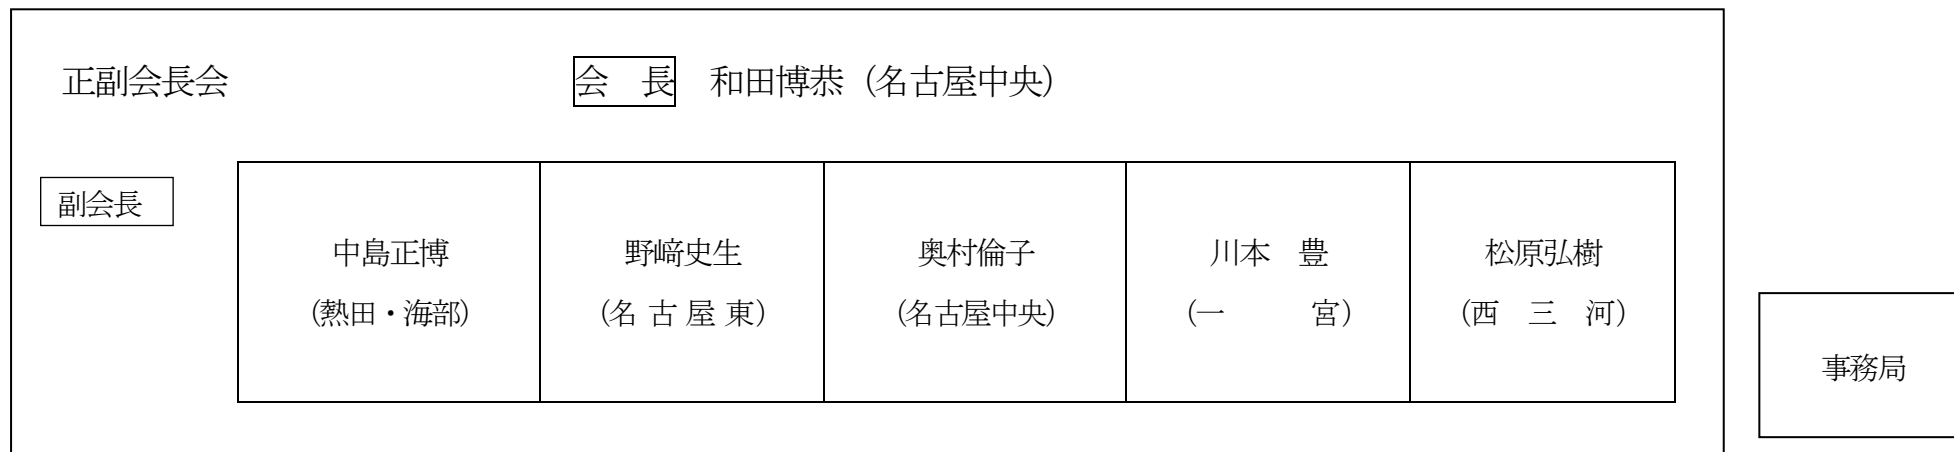 正副会長会　会　長　和田博恭（名古屋中央）
副会長
中島正博　野﨑史生　奥村倫子　川本　豊　松原弘樹
（熱田・海部）　（名 古 屋 東）　（名古屋中央）　（一　　　宮）　（西　三　河）
事務局